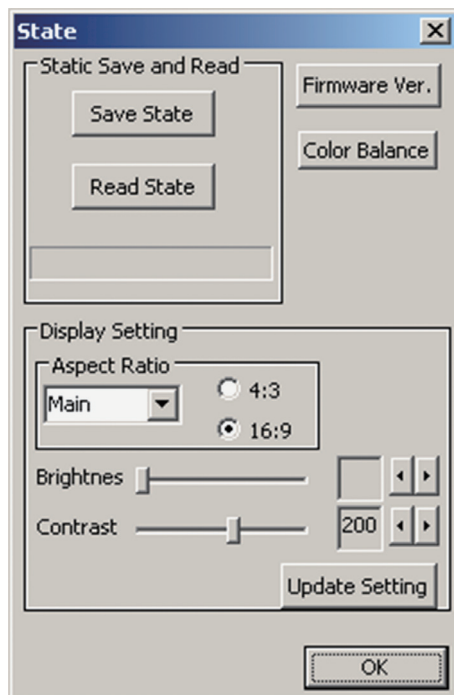 State
Static Save and Read
Save State
Read State
Firmware Ver.
Color Balance
Display Setting
Aspect Ratio
Main
4:3
16:9
Brightnes
Contrast
200
Update Setting
OK